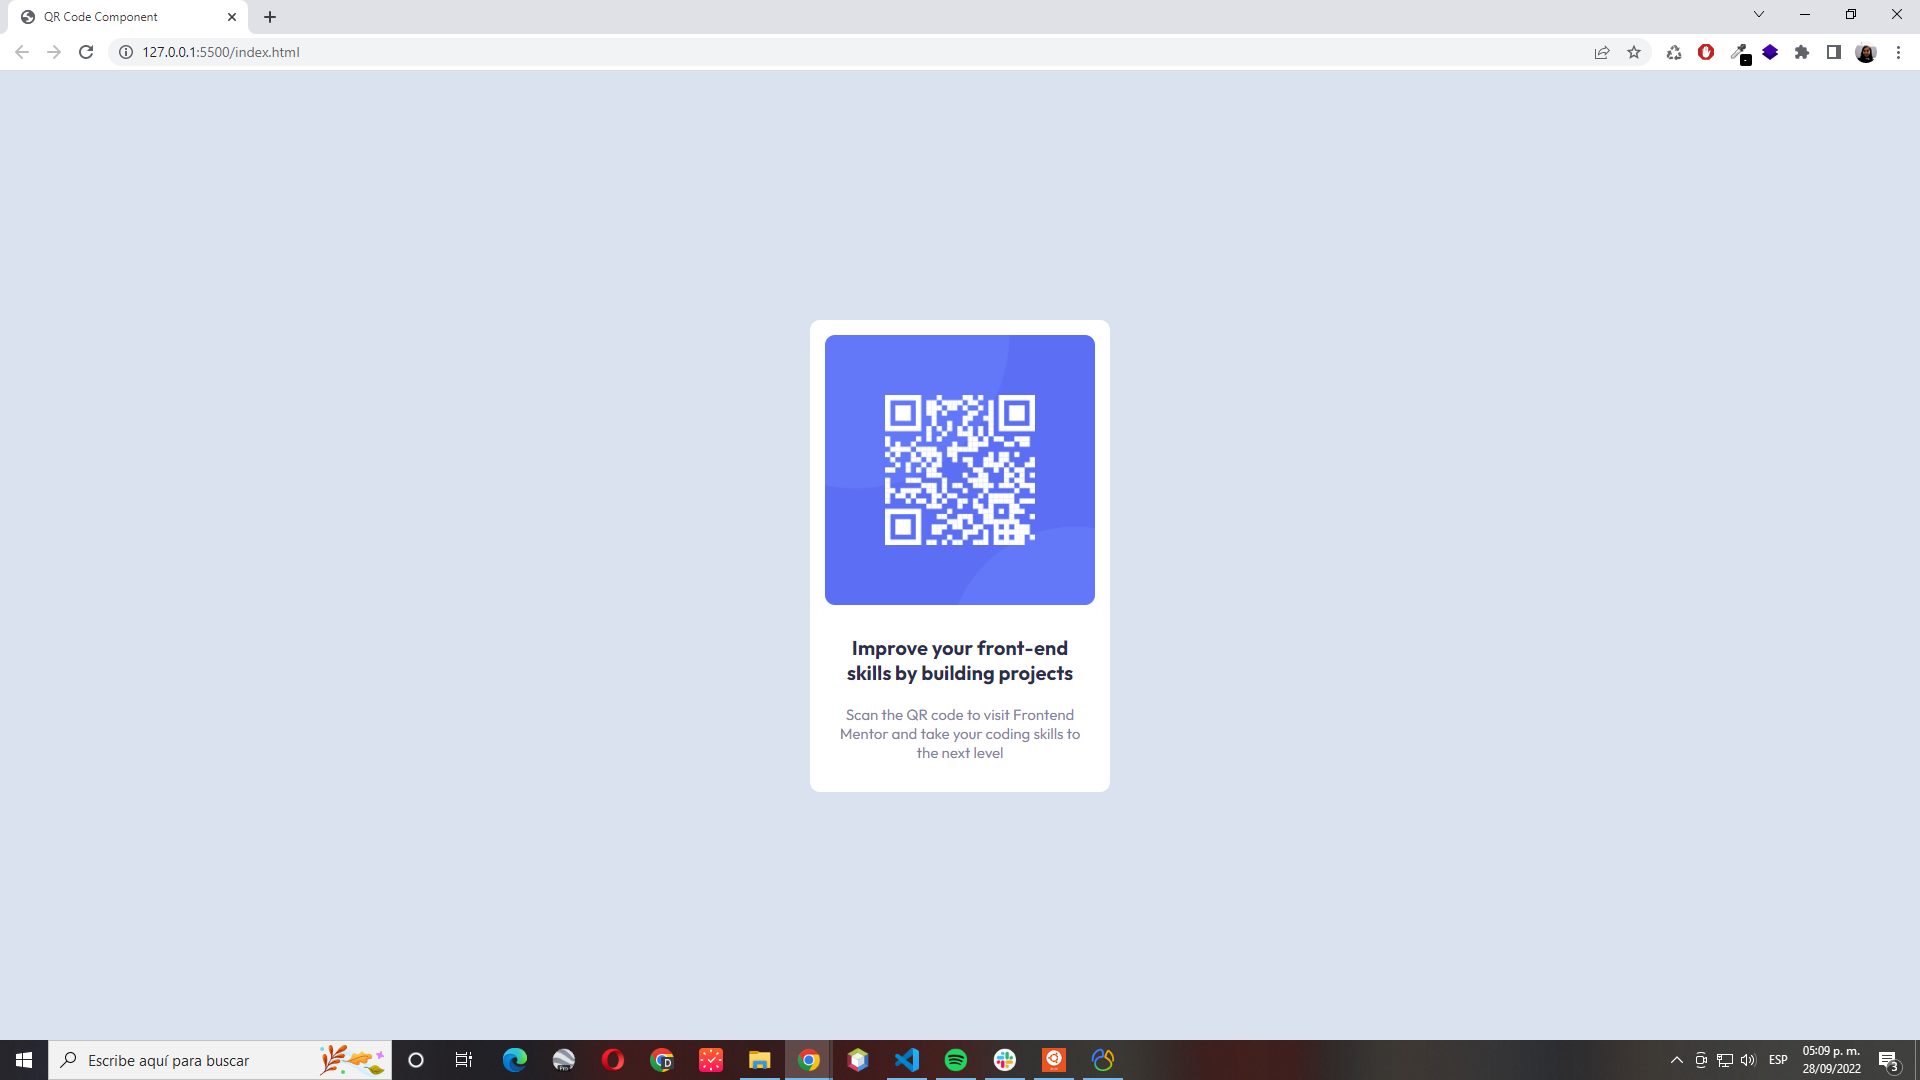 QR Code Component
127.0.0.1:5500/index.html
Improve your front-end
skills by building projects
Scan the QR code to visit Frontend
Mentor and take your coding skills to
the next level
Escribe aquí para buscar
D
PRO
ESP
05:09 p. m.
28/09/2022
3